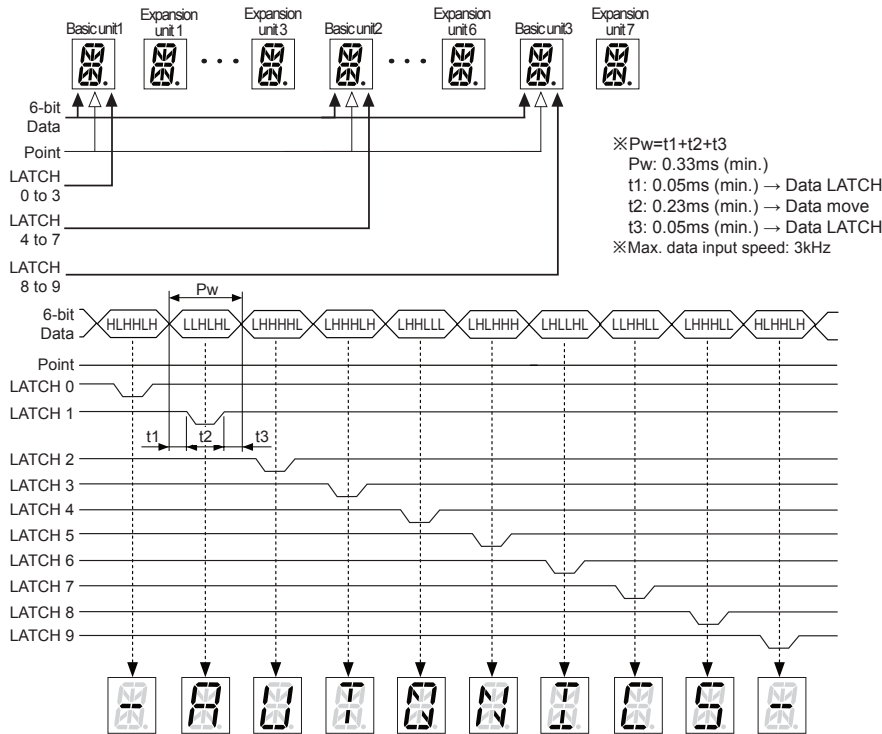 Basic unit1
Expansion
unit 1
Expansion
unit 3
Basic unit2
Expansion
unit 6
Basic unit3
Expansion
unit 7
6-bit
Data
Point
LATCH
0 to 3
LATCH
4 to 7
LATCH
8 to 9
※Pw=t1+t2+t3
Pw: 0.33ms (min.)
t1: 0.05ms (min.) → Data LATCH
t2: 0.23ms (min.) → Data move
t3: 0.05ms (min.) → Data LATCH
※Max. data input speed: 3kHz
Pw
6-bit
Data
HLHHLH LLHLHL LHHHHL LHHHLH LHHLLL LHLHHH LHLLHL LLHHLL LHHHLL HLHHLH
Point
LATCH 0
LATCH 1
t1 t2 t3
LATCH 2
LATCH 3
LATCH 4
LATCH 5
LATCH 6
LATCH 7
LATCH 8
LATCH 9
- A U T O N I C S -